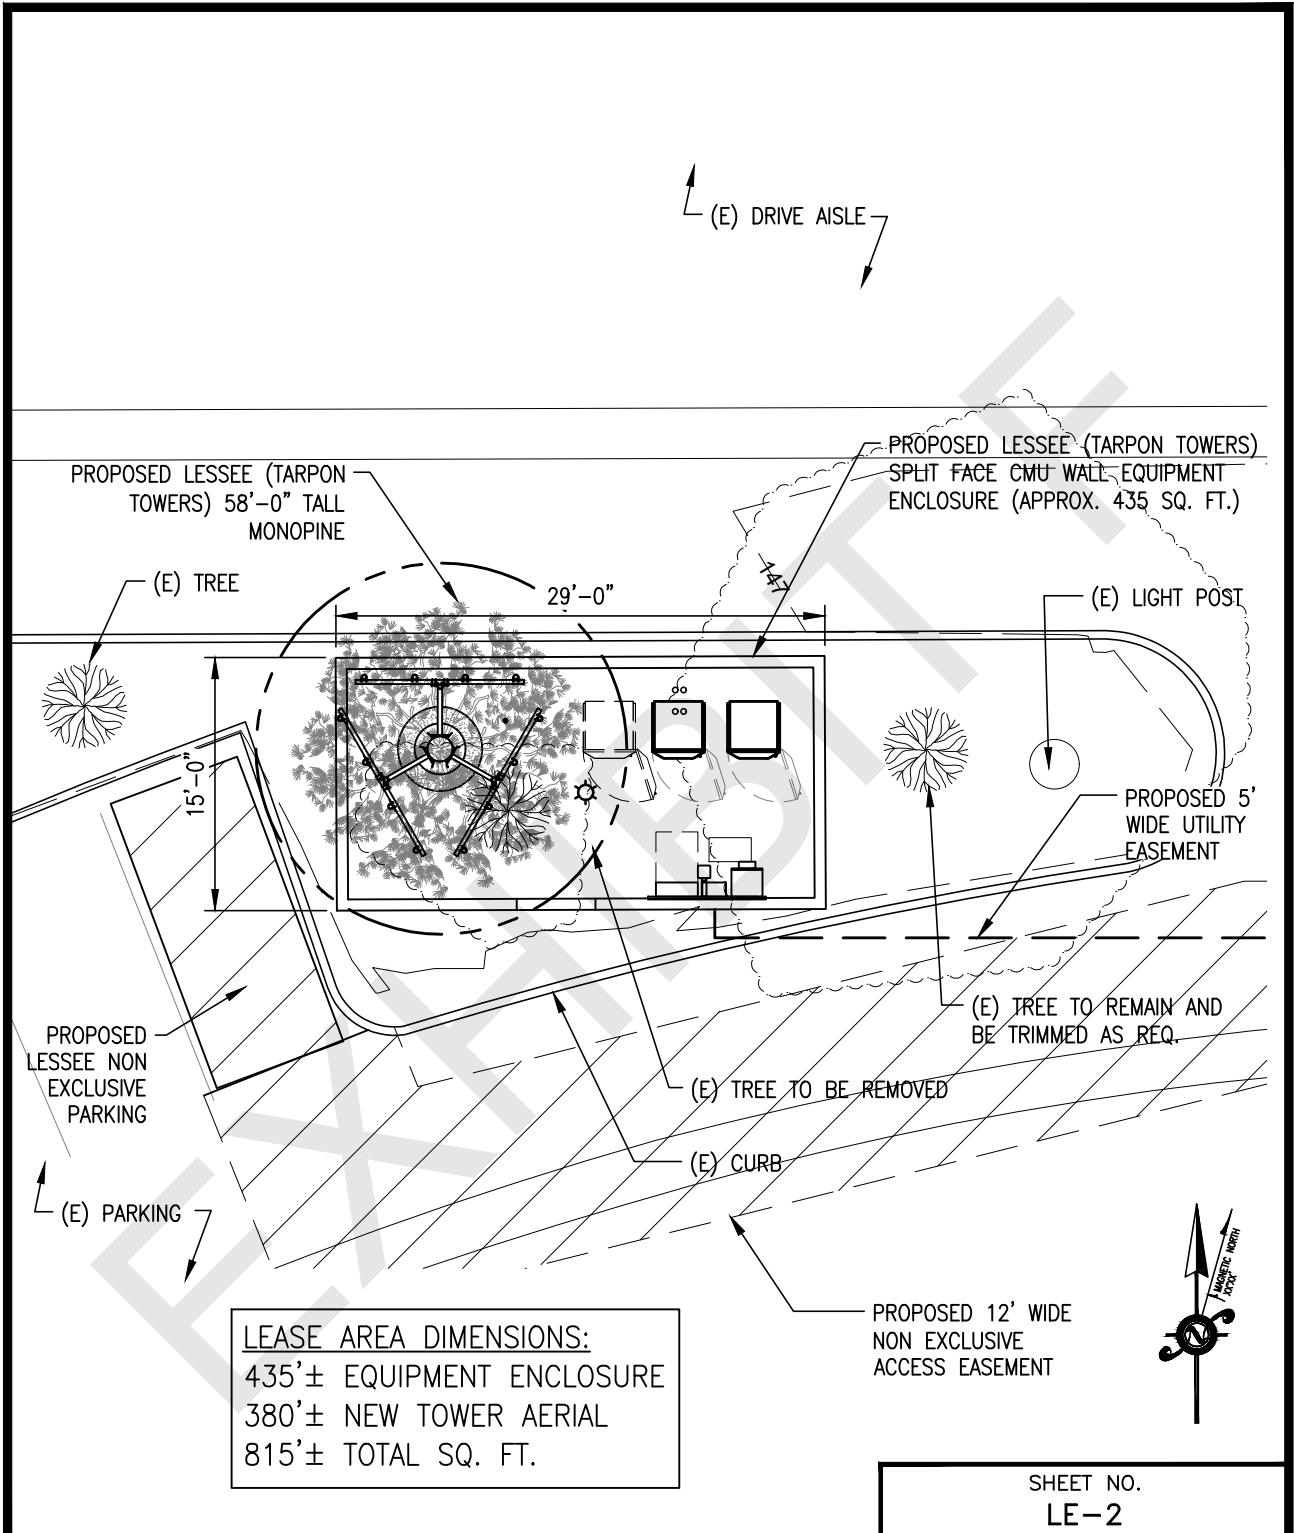 (E) DRIVE AISLE
PROPOSED LESSEE (TARPON TOWERS)
SPLIT FACE CMU WALL EQUIPMENT
ENCLOSURE (APPROX. 435 SQ. FT.)
PROPOSED LESSEE (TARPON
TOWERS) 58'-0" TALL
MONOPINE
(E) TREE
29'-0"
147
(E) LIGHT POST
15'-0"
PROPOSED 5'
WIDE UTILITY
EASEMENT
(E) TREE TO REMAIN AND
BE TRIMMED AS REQ.
PROPOSED
LESSEE NON
EXCLUSIVE
PARKING
(E) TREE TO BE REMOVED
(E) CURB
(E) PARKING
PROPOSED 12' WIDE
NON EXCLUSIVE
ACCESS EASEMENT
MAGNETIC NORTH
XX°XX'
N
LEASE AREA DIMENSIONS:
435'± EQUIPMENT ENCLOSURE
380'± NEW TOWER AERIAL
815'± TOTAL SQ. FT.
SHEET NO.
LE-2
EXHIBIT F